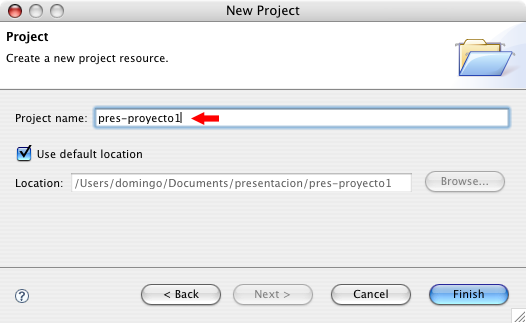 New Project
Project
Create a new project resource.
Project name: pres-proyecto1
Use default location
Location: /Users/domingo/Documents/presentacion/pres-proyecto1 Browse...
? < Back Next > Cancel Finish